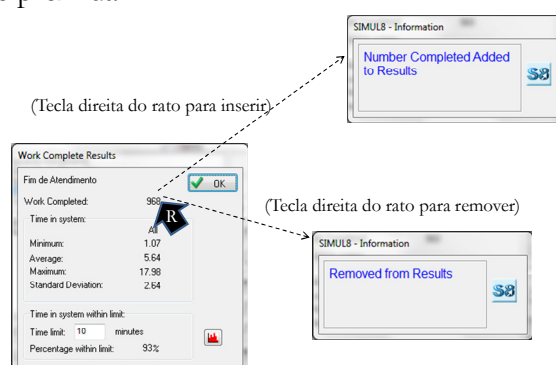 SIMUL8 - Information
Number Completed Added
to Results
S8
(Tecla direita do rato para inserir)
Work Complete Results
Fim de Atendimento
OK
Work Completed: 968
Time in system:
All
R
Minimum: 1.07
Average: 5.64
Maximum: 17.98
Standard Deviation: 2.64
Time in system within limit:
Time limit: 10 minutes
Percentage within limit: 93%
(Tecla direita do rato para remover)
SIMUL8 - Information
Removed from Results
S8